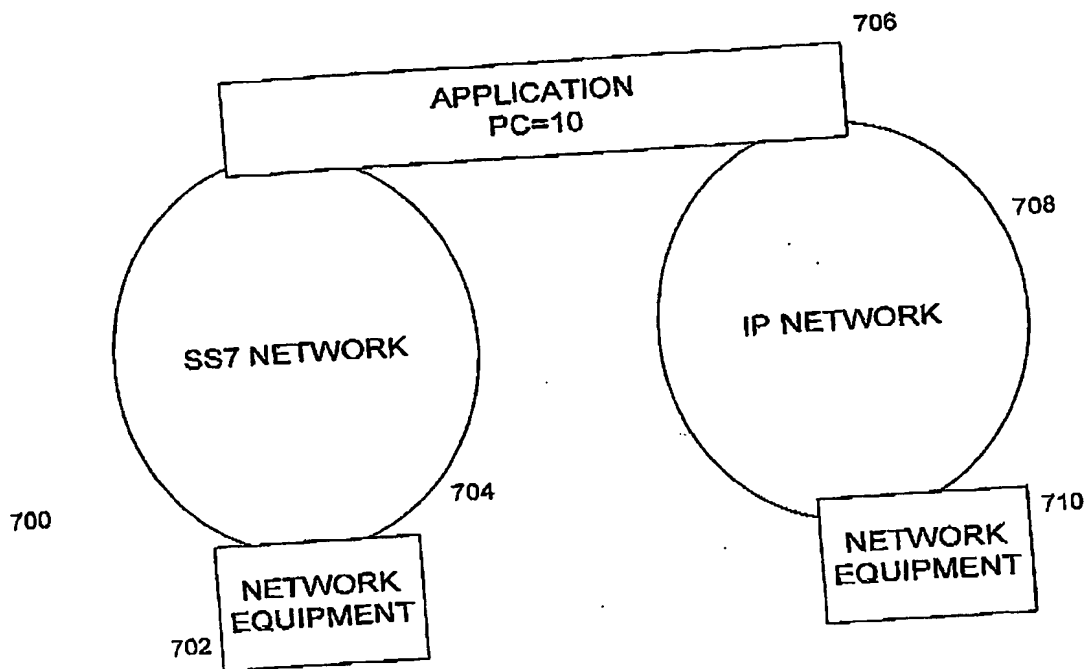 706
APPLICATION
PC=10
708
SS7 NETWORK
IP NETWORK
704
700
710
NETWORK
EQUIPMENT
702
NETWORK
EQUIPMENT